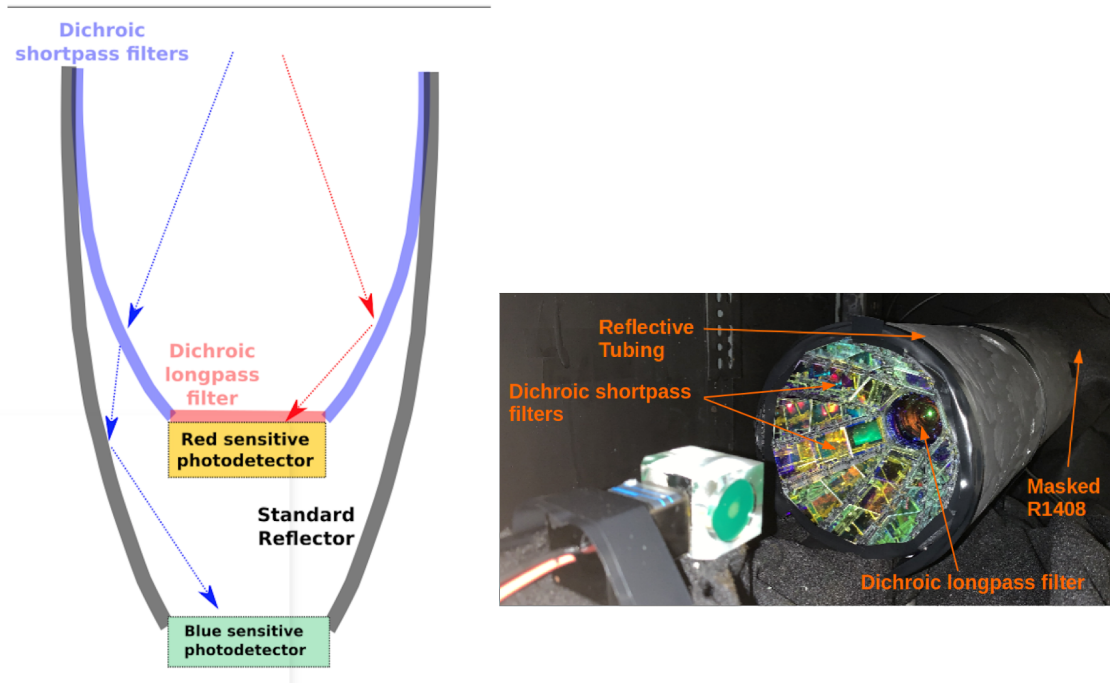 Dichroic
shortpass filters
Dichroic
longpass
filter
Red sensitive
photodetector
Standard
Reflector
Blue sensitive
photodetector
Reflective
Tubing
Dichroic shortpass
filters
Masked
R1408
Dichroic longpass filter